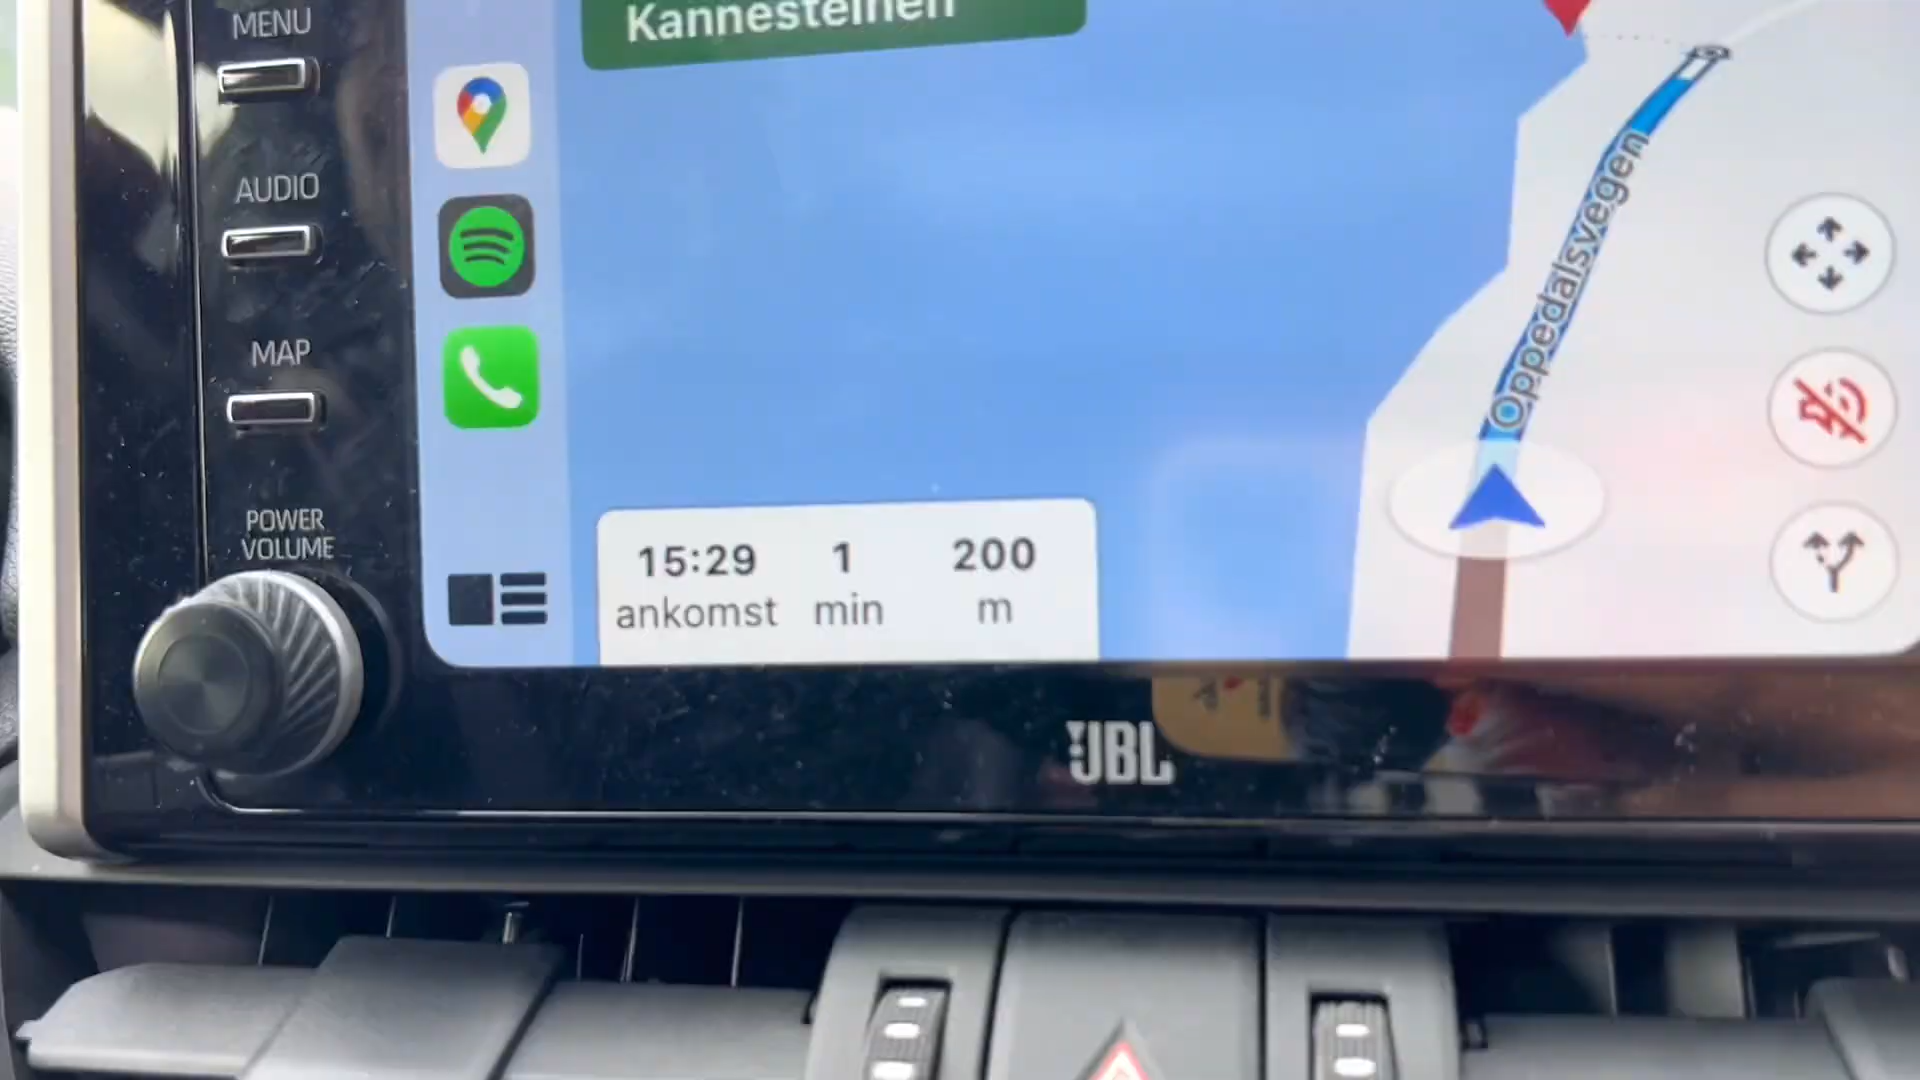 MENU
Kannesteinen
AUDIO
MAP
Oppedalsvegen
POWER
VOLUME
15:29 1 200
ankomst min m
JBL